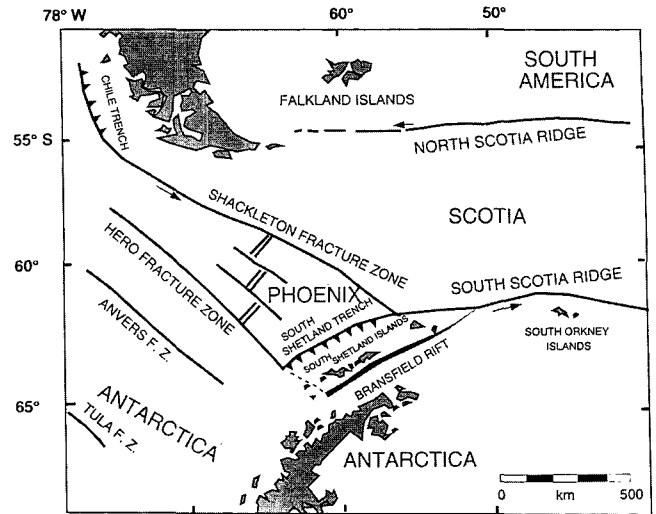 78° W
60°
50°
SOUTH
AMERICA
FALKLAND ISLANDS
CHILE TRENCH
55° S
NORTH SCOTIA RIDGE
SHACKLETON FRACTURE ZONE
SCOTIA
HERO FRACTURE ZONE
60°
PHOENIX
SOUTH SCOTIA RIDGE
ANVERS F. Z.
SOUTH
SHETLAND TRENCH
SOUTH SHETLAND ISLANDS
SOUTH ORKNEY
ISLANDS
BRANSFIELD RIFT
65°
ANTARCTICA
TULA F. Z.
ANTARCTICA
0 km 500